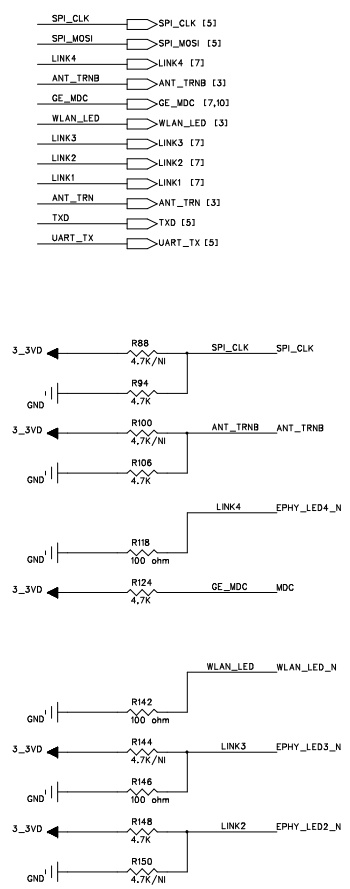 SPI_CLK SPI_CLK [5]
SPI_MOSI SPI_MOSI [5]
LINK4 LINK4 [7]
ANT_TRNB ANT_TRNB [3]
GE_MDC GE_MDC [7,10]
WLAN_LED WLAN_LED [3]
LINK3 LINK3 [7]
LINK2 LINK2 [7]
LINK1 LINK1 [7]
ANT_TRN ANT_TRN [3]
TXD TXD [5]
UART_TX UART_TX [5]
3_3VD R88 4.7K/NI SPI_CLK SPI_CLK
GND R94 4.7K
3_3VD R100 4.7K/NI ANT_TRNB ANT_TRNB
GND R106 4.7K
LINK4 EPHY_LED4_N
GND R118 100 ohm
3_3VD R124 4.7K GE_MDC MDC
WLAN_LED WLAN_LED_N
GND R142 100 ohm
3_3VD R144 4.7K/NI LINK3 EPHY_LED3_N
GND R146 100 ohm
3_3VD R148 4.7K LINK2 EPHY_LED2_N
GND R150 4.7K/NI